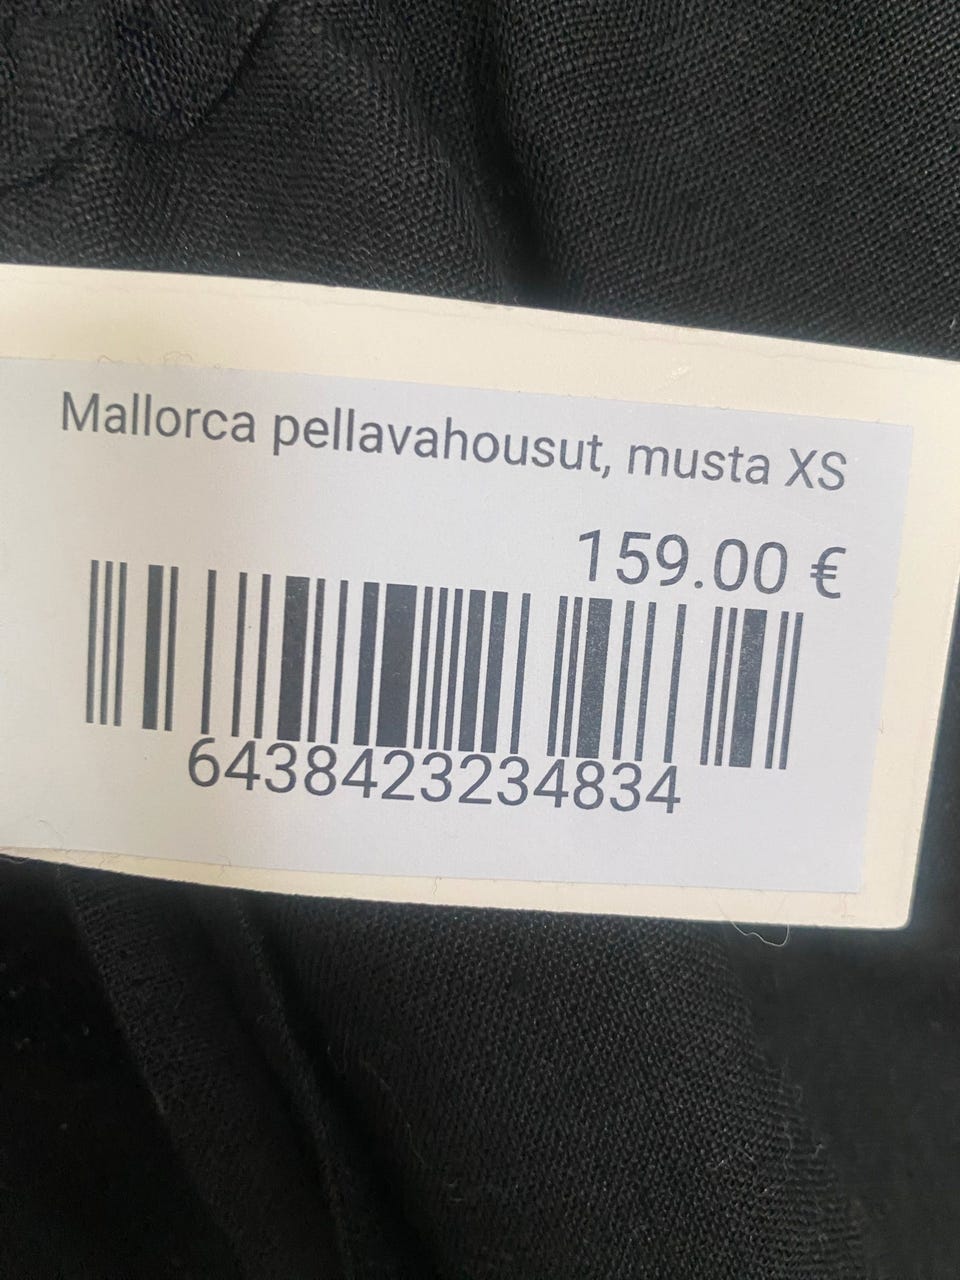 Mallorca pellavahousut, musta XS
159.00 €
6438423234834